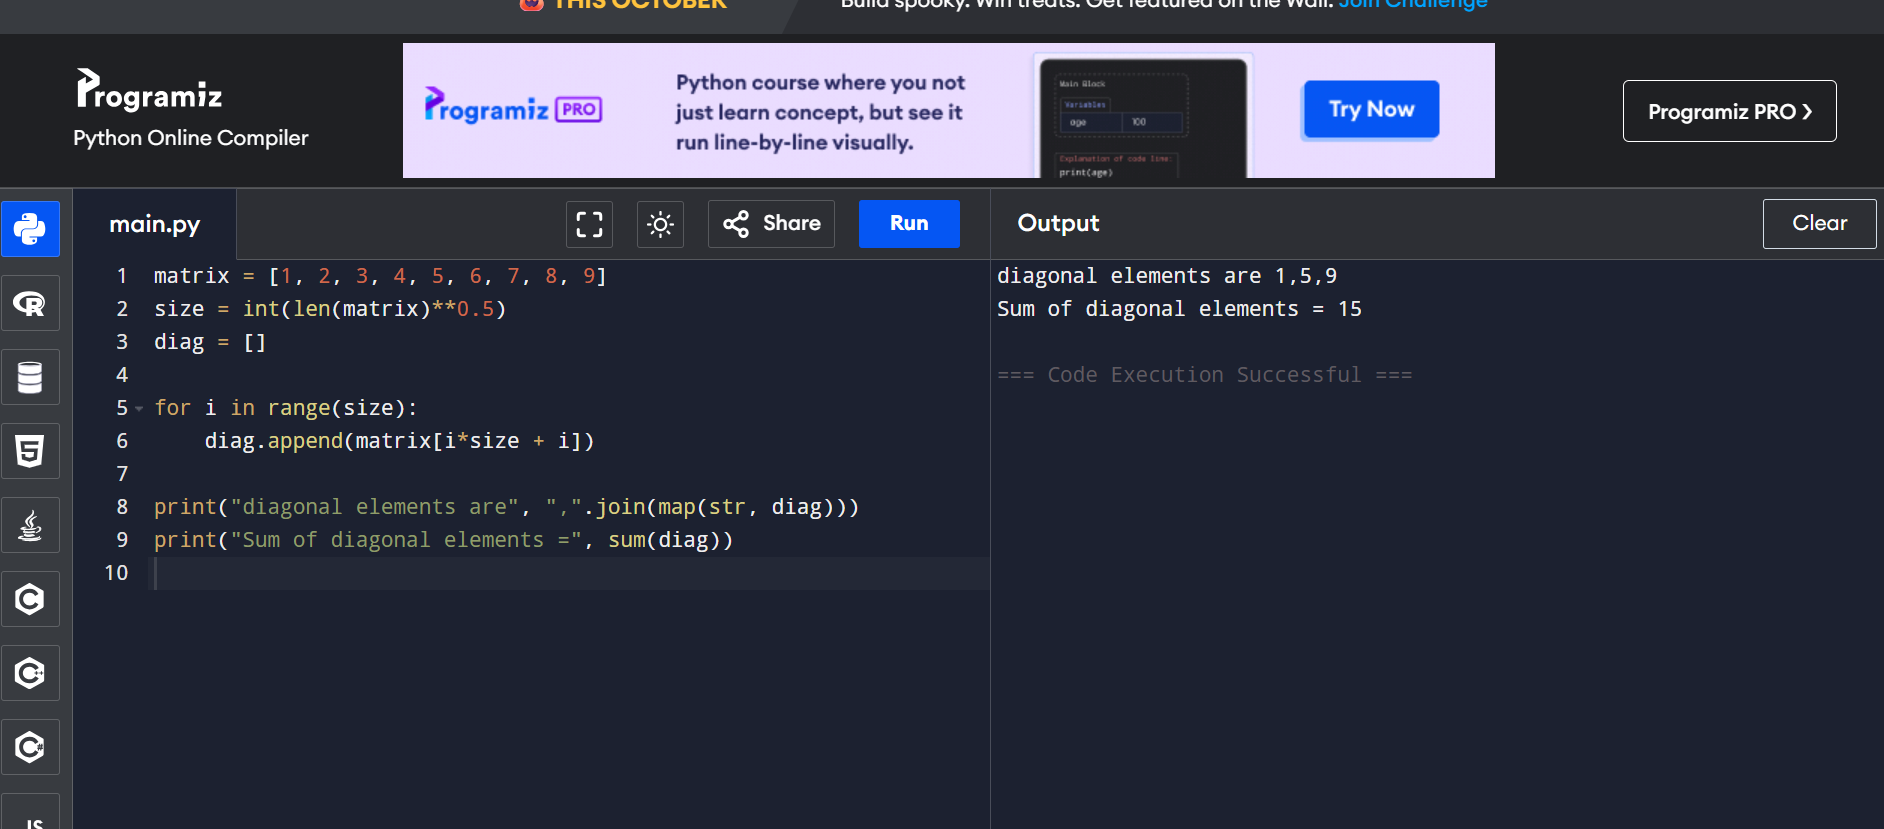 THIS OCTOBER
Build spooky. Win treats. Get featured on the Wall. Join Challenge
Programiz
Python Online Compiler
Programiz PRO
Python course where you not
just learn concept, but see it
run line-by-line visually.
Main Block
Variables
age 100
Explanation of code line:
print(age)
Try Now
Programiz PRO ❯
main.py
Share
Run
Output
Clear
1 matrix = [1, 2, 3, 4, 5, 6, 7, 8, 9]
2 size = int(len(matrix)**0.5)
3 diag = []
4
5 for i in range(size):
6     diag.append(matrix[i*size + i])
7
8 print("diagonal elements are", ",".join(map(str, diag)))
9 print("Sum of diagonal elements =", sum(diag))
10
diagonal elements are 1,5,9
Sum of diagonal elements = 15
=== Code Execution Successful ===
R
5
C
C++
C#
JS